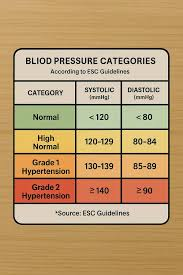 BLIOD PRESSURE CATEGORIES
According to ESC Guidelines
CATEGORY SYSTOLIC (mmHg) DIASTOLIC (mmHg)
Normal < 120 < 80
High Normal 120–129 80–84
Grade 1 Hypertension 130–139 85–89
Grade 2 Hypertension ≥ 140 ≥ 90
*Source: ESC Guidelines